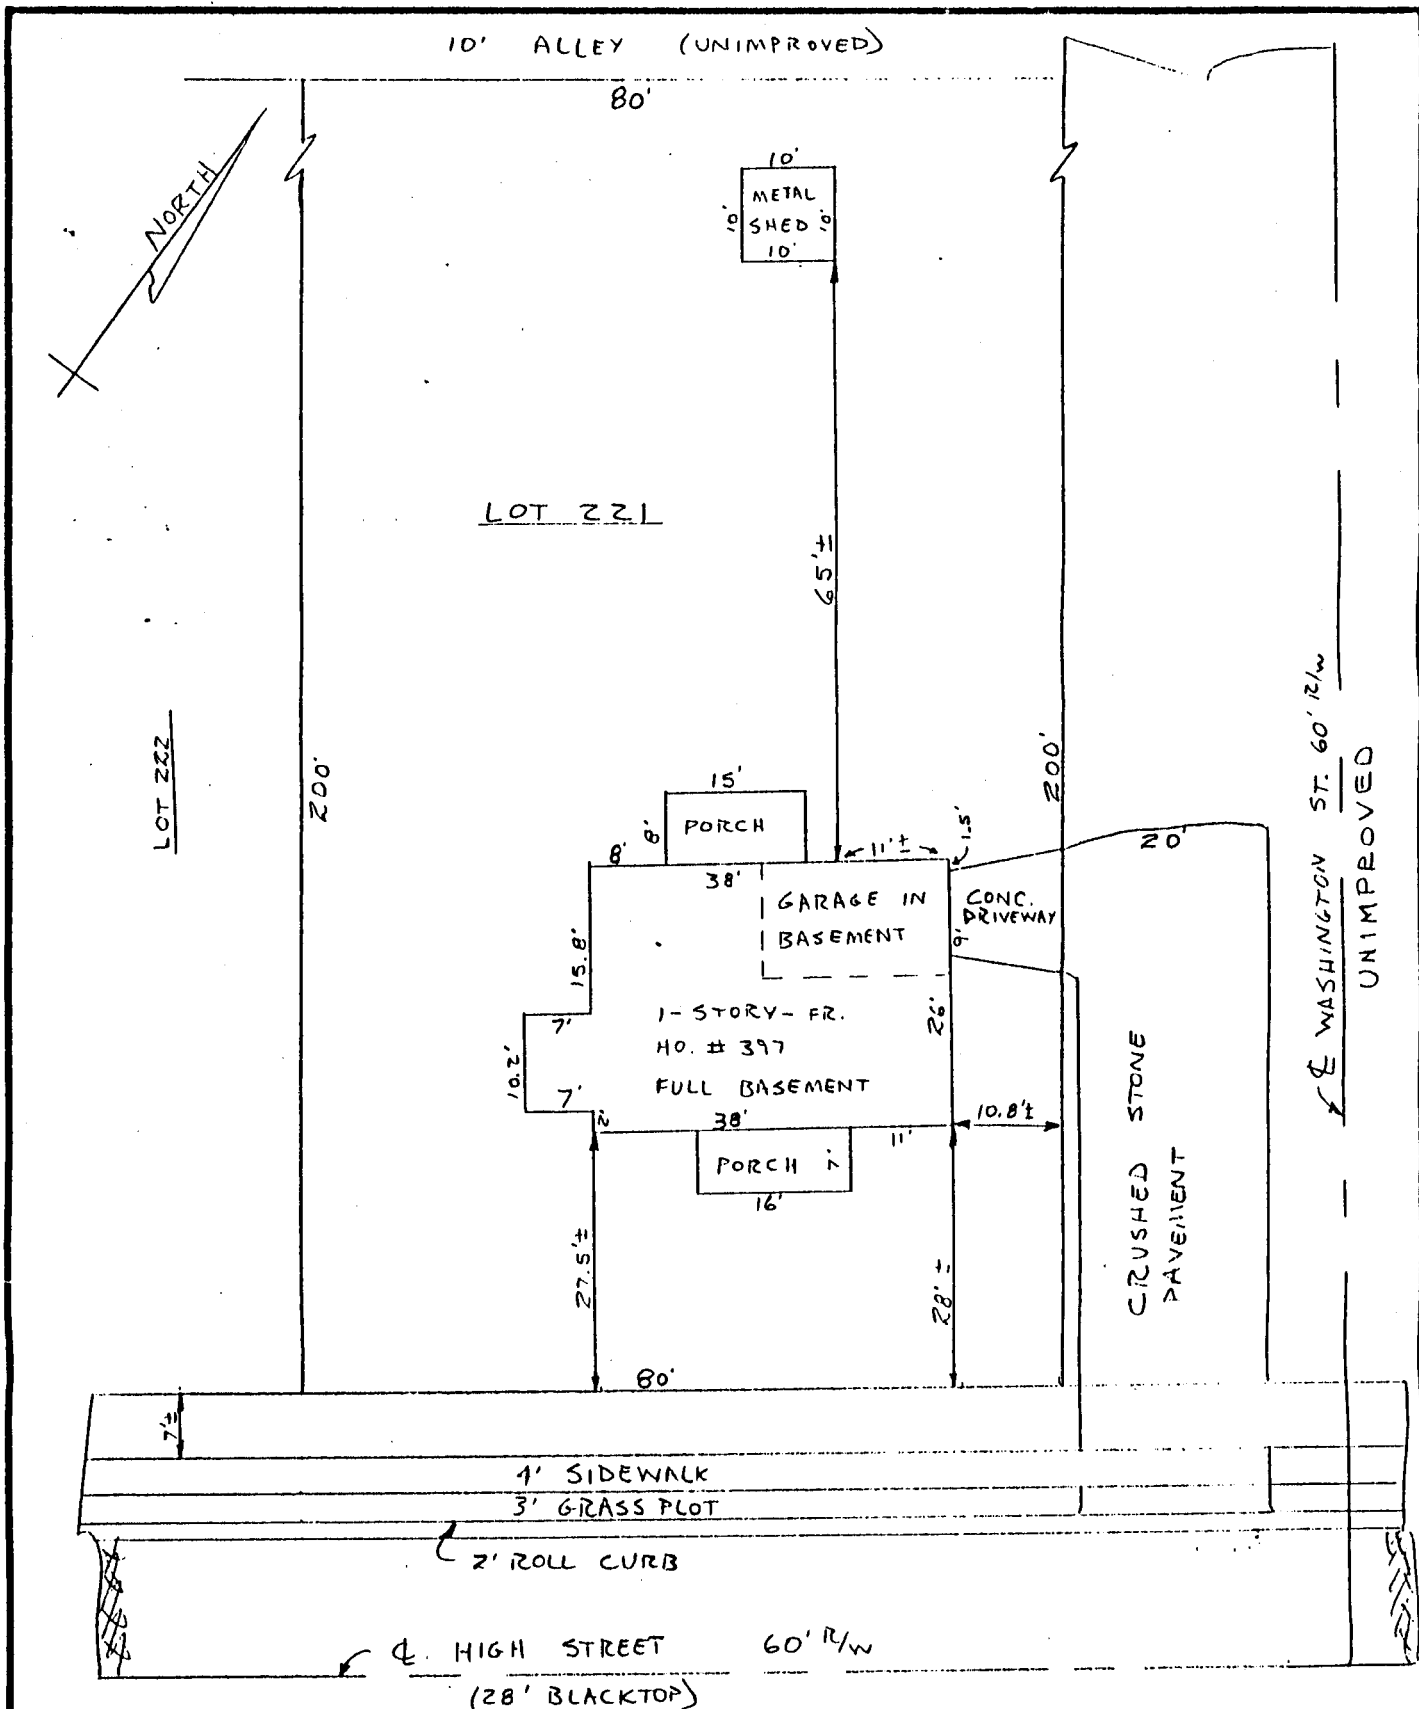 10' ALLEY (UNIMPROVED)
80'
NORTH
10'
METAL
SHED
10'
10'
10'
LOT 221
65'±
LOT 222
200'
200'
℄ WASHINGTON ST. 60' R/W
UNIMPROVED
15'
PORCH
8'
8'
38'
11'±
1.5'
20'
GARAGE IN
BASEMENT
CONC.
DRIVEWAY
9'
15.8'
7'
10.2'
7'
2'
1-STORY-FR.
HO. # 397
FULL BASEMENT
26'
38'
11'
10.8'±
PORCH
7'
16'
27.5'±
28'±
CRUSHED STONE
PAVEMENT
80'
7'±
4' SIDEWALK
3' GRASS PLOT
2' ROLL CURB
℄ HIGH STREET 60' R/W
(28' BLACKTOP)